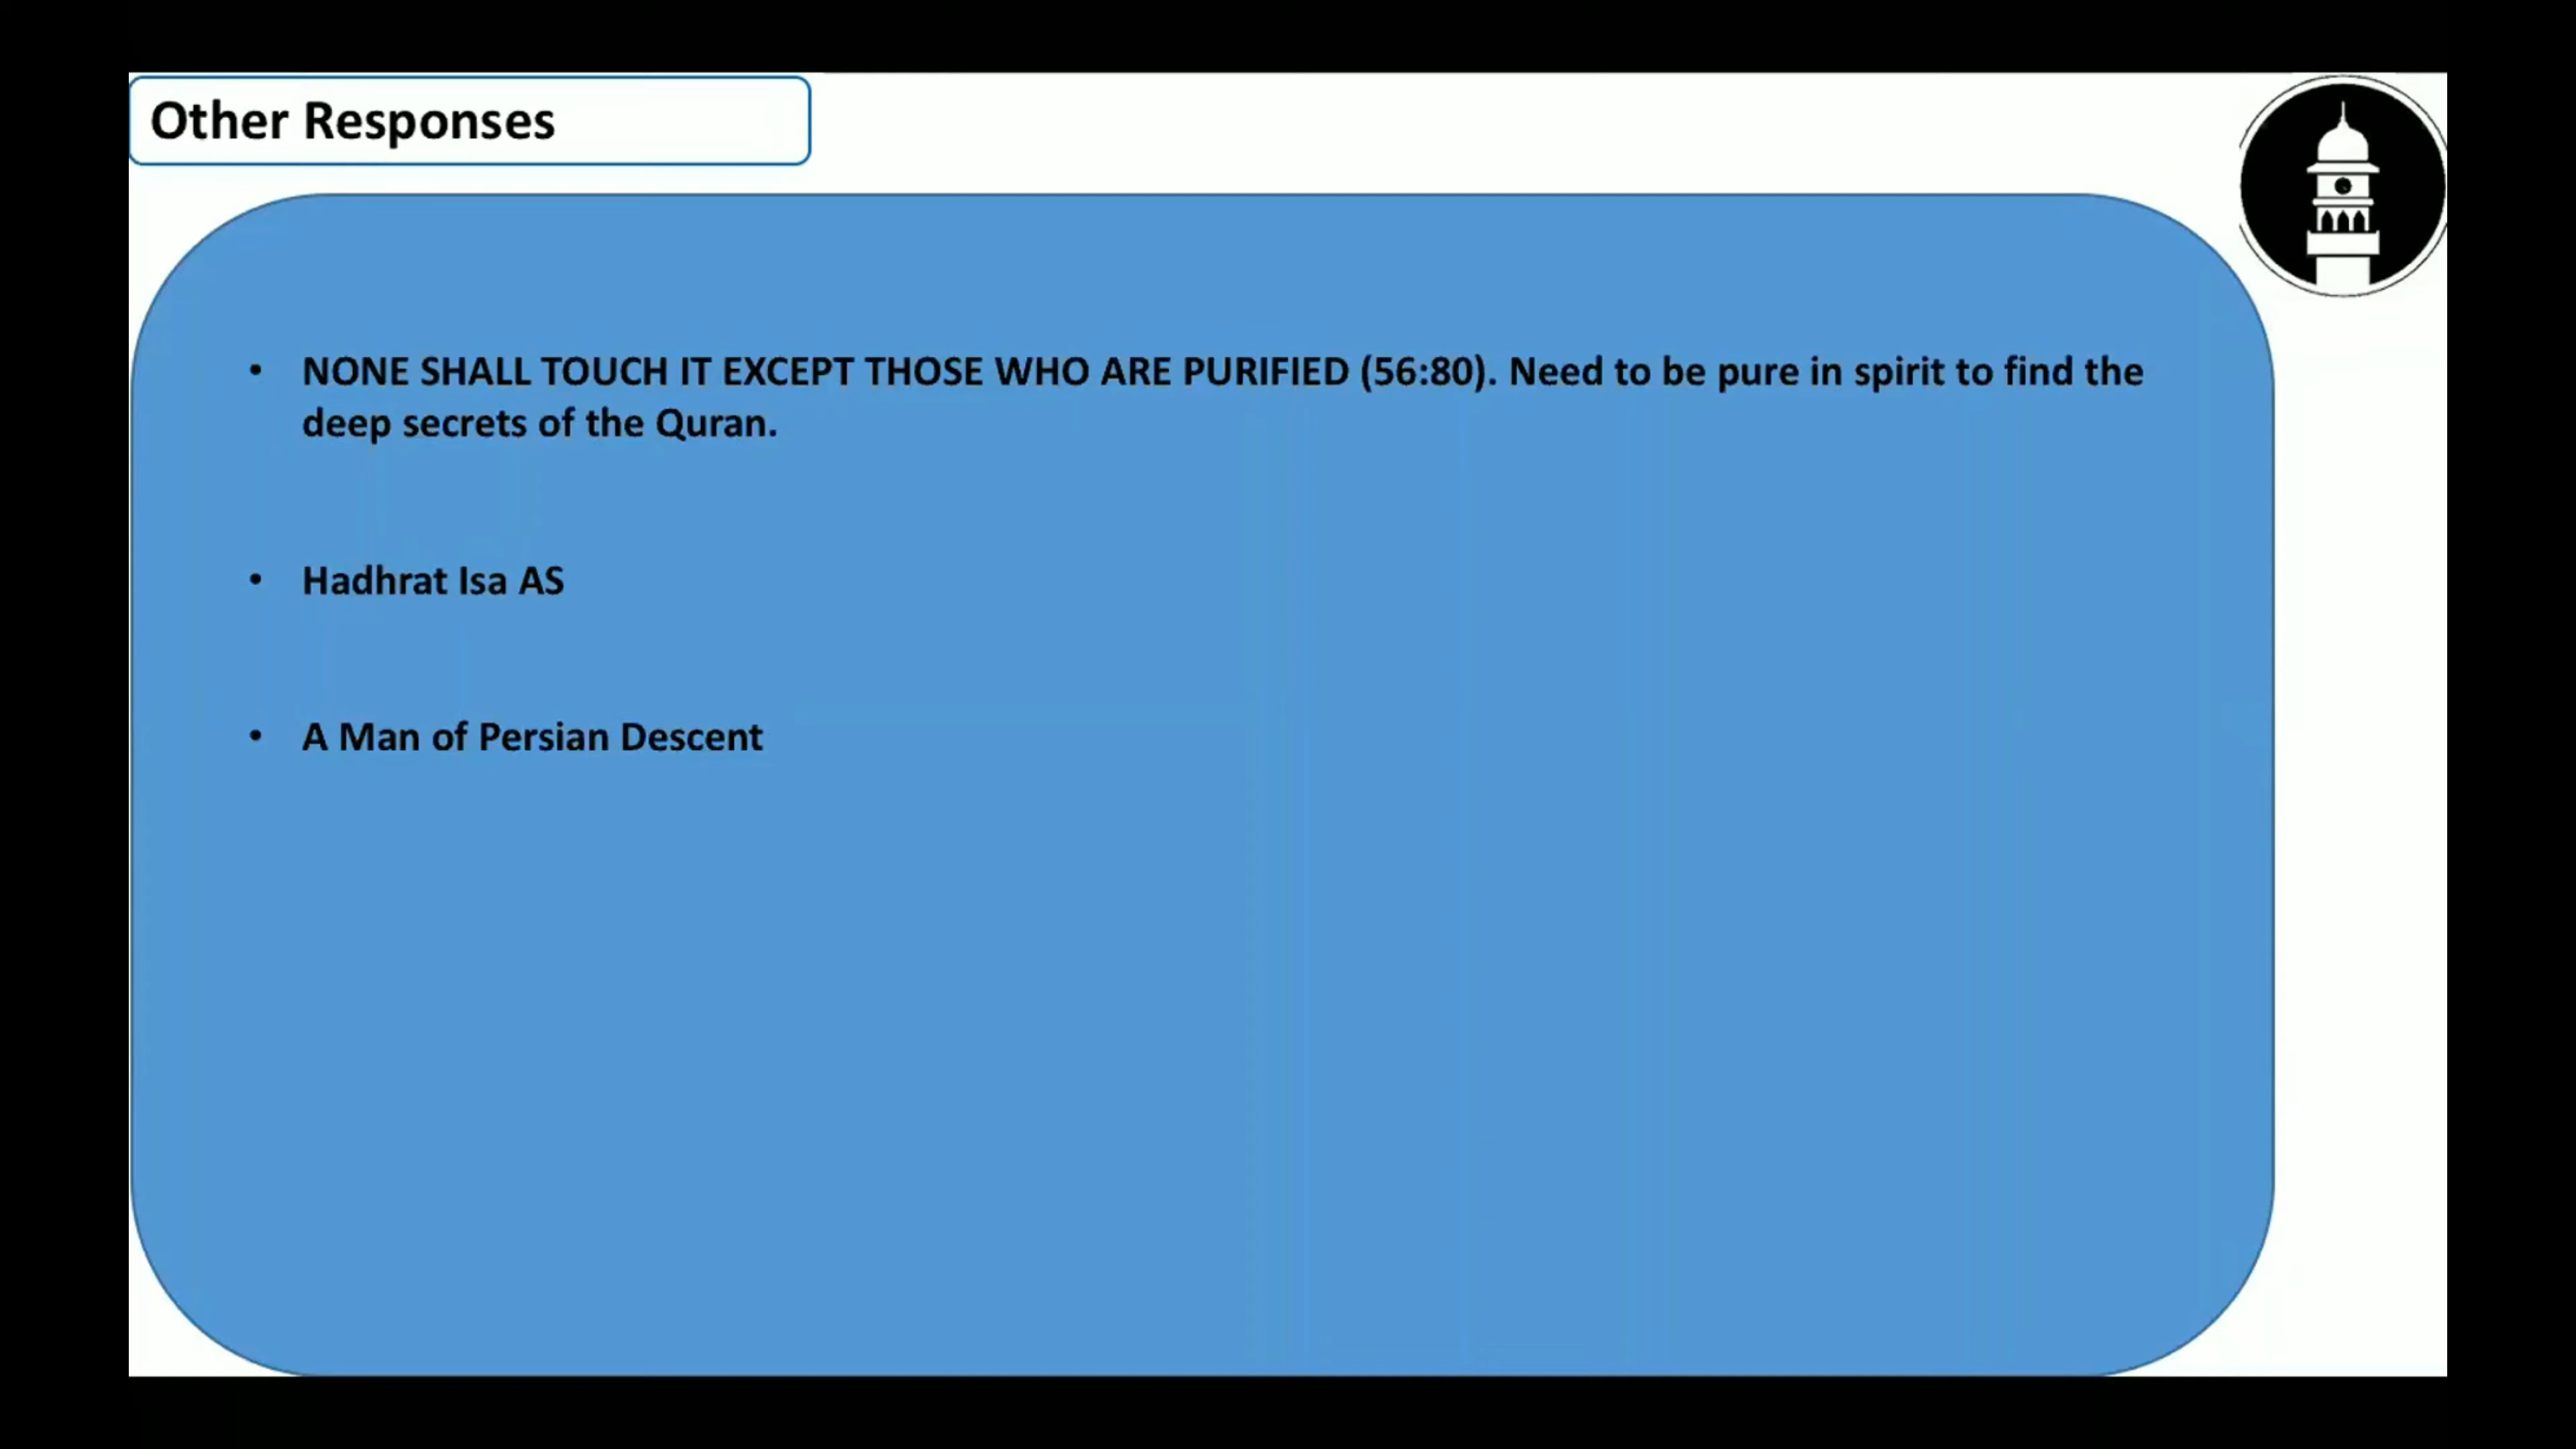 Other Responses
• NONE SHALL TOUCH IT EXCEPT THOSE WHO ARE PURIFIED (56:80). Need to be pure in spirit to find the
deep secrets of the Quran.
• Hadhrat Isa AS
• A Man of Persian Descent